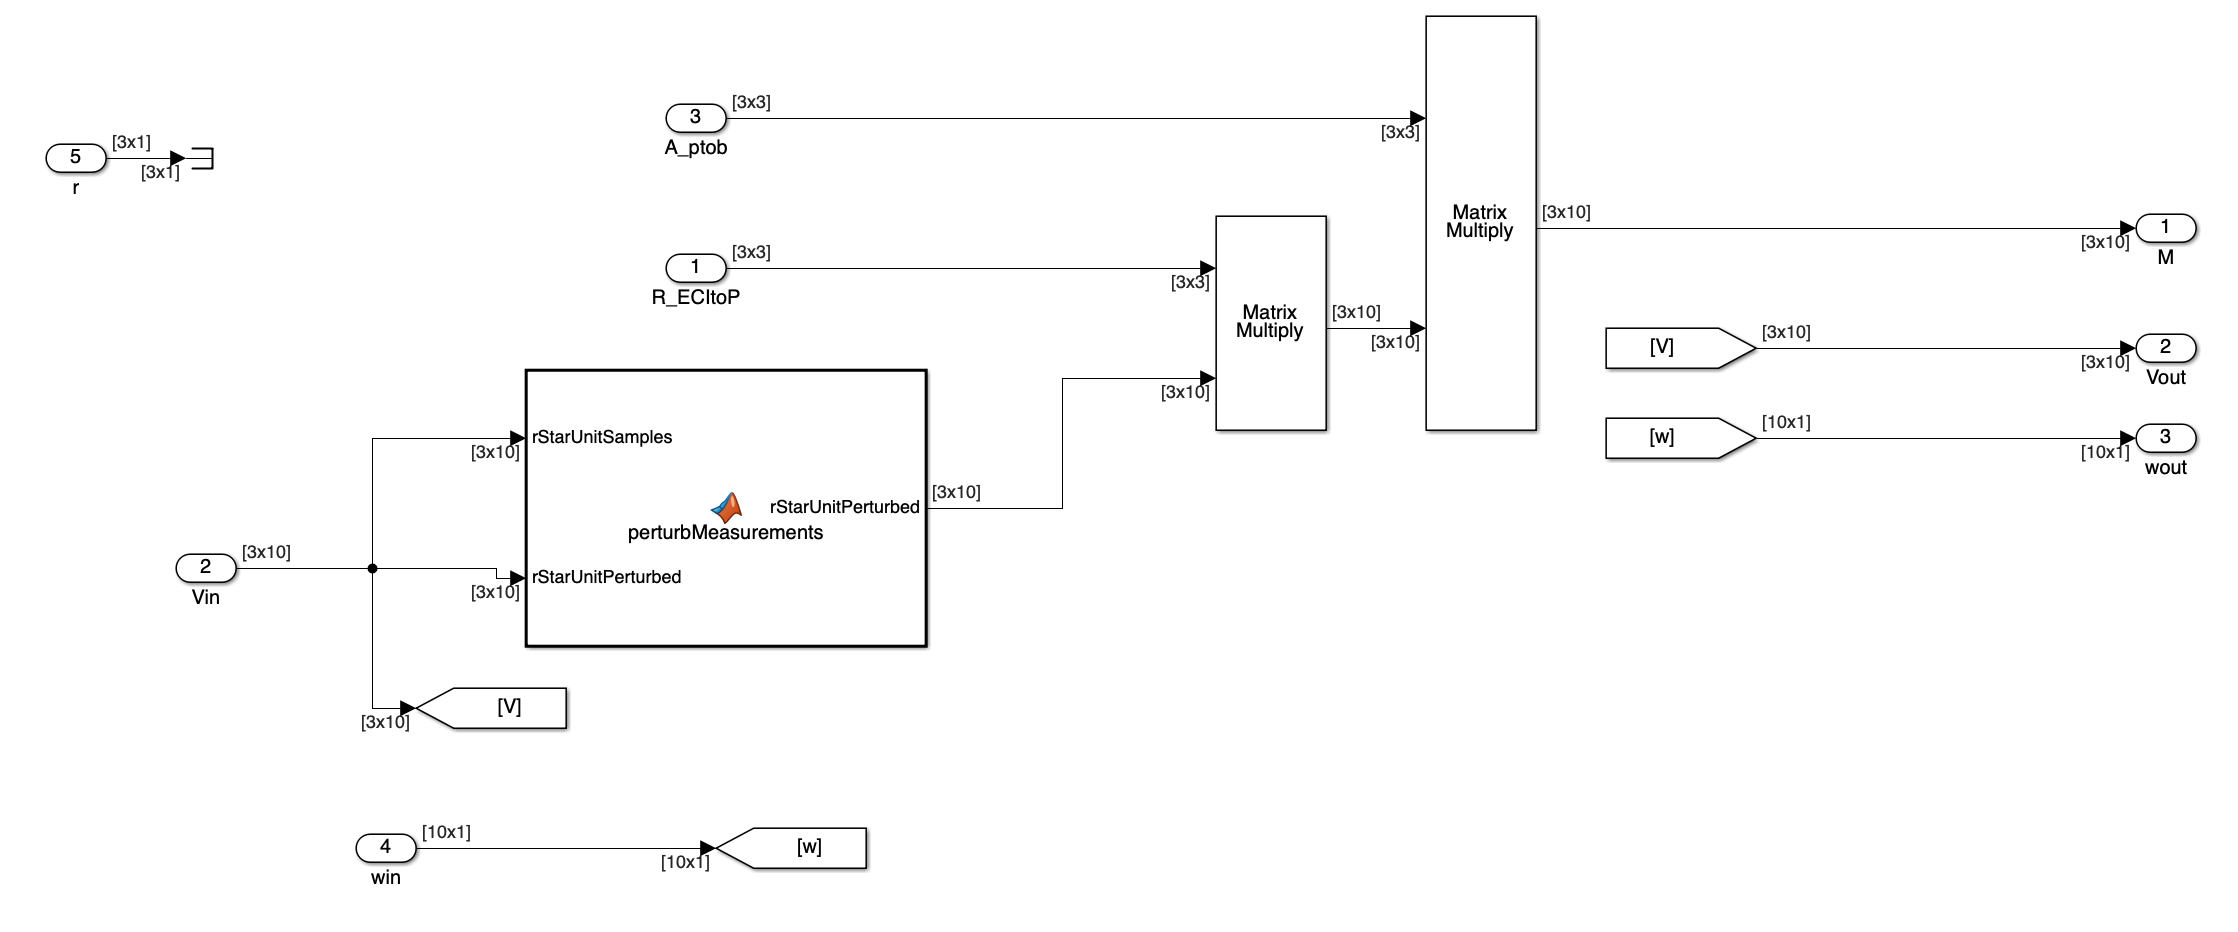 [3x3]
3
[3x3]
A_ptob
[3x1]
5
[3x1]
r
Matrix
Multiply
[3x10]
1
[3x10]
M
[3x3]
1
[3x3]
R_ECItoP
Matrix
Multiply
[3x10]
[3x10]
[3x10]
[V]
[3x10]
2
[3x10]
Vout
[w]
[10x1]
3
[10x1]
wout
rStarUnitSamples
[3x10]
rStarUnitPerturbed
[3x10]
perturbMeasurements
rStarUnitPerturbed
[3x10]
[3x10]
2
Vin
[V]
[3x10]
[10x1]
4
[10x1]
win
[w]